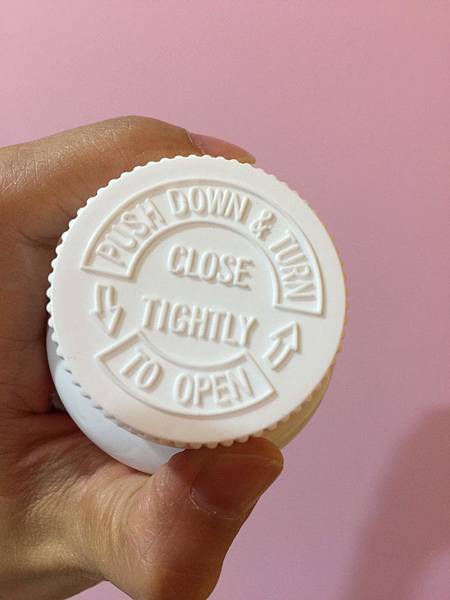 PUSH DOWN & TURN
CLOSE
TIGHTLY
TO OPEN